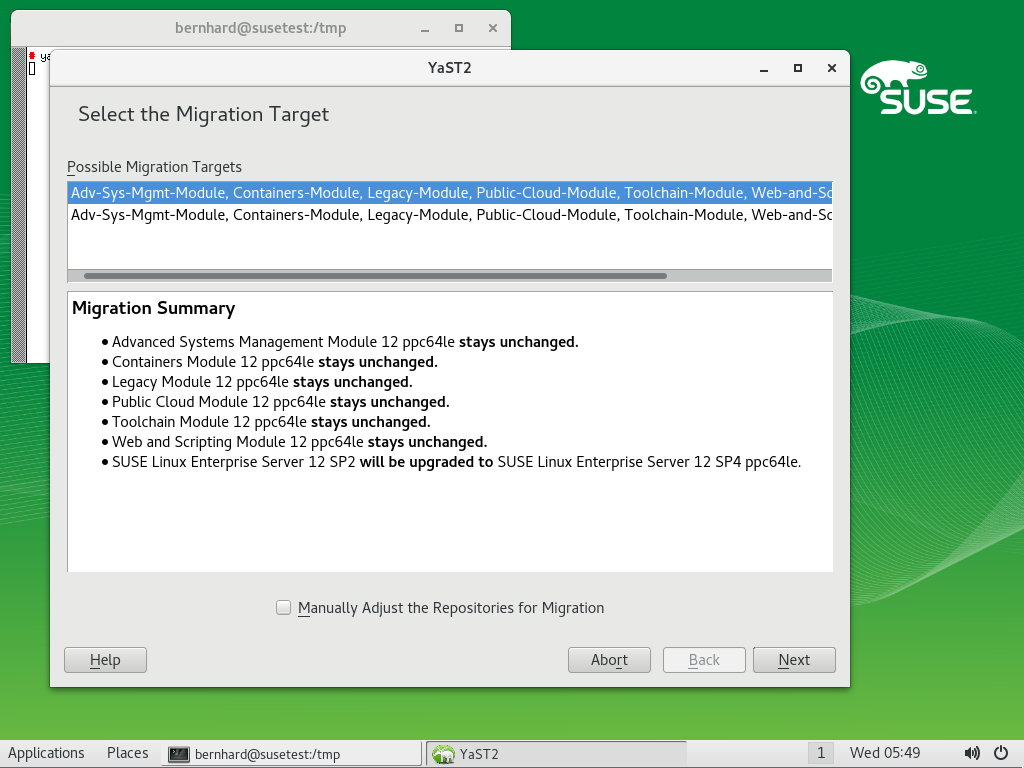 bernhard@susetest:/tmp
ya
YaST2
SUSE
Select the Migration Target
Possible Migration Targets
Adv-Sys-Mgmt-Module, Containers-Module, Legacy-Module, Public-Cloud-Module, Toolchain-Module, Web-and-Sc
Adv-Sys-Mgmt-Module, Containers-Module, Legacy-Module, Public-Cloud-Module, Toolchain-Module, Web-and-Sc
Migration Summary
• Advanced Systems Management Module 12 ppc64le stays unchanged.
• Containers Module 12 ppc64le stays unchanged.
• Legacy Module 12 ppc64le stays unchanged.
• Public Cloud Module 12 ppc64le stays unchanged.
• Toolchain Module 12 ppc64le stays unchanged.
• Web and Scripting Module 12 ppc64le stays unchanged.
• SUSE Linux Enterprise Server 12 SP2 will be upgraded to SUSE Linux Enterprise Server 12 SP4 ppc64le.
Manually Adjust the Repositories for Migration
Help Abort Back Next
Applications Places bernhard@susetest:/tmp YaST2 1 Wed 05:49